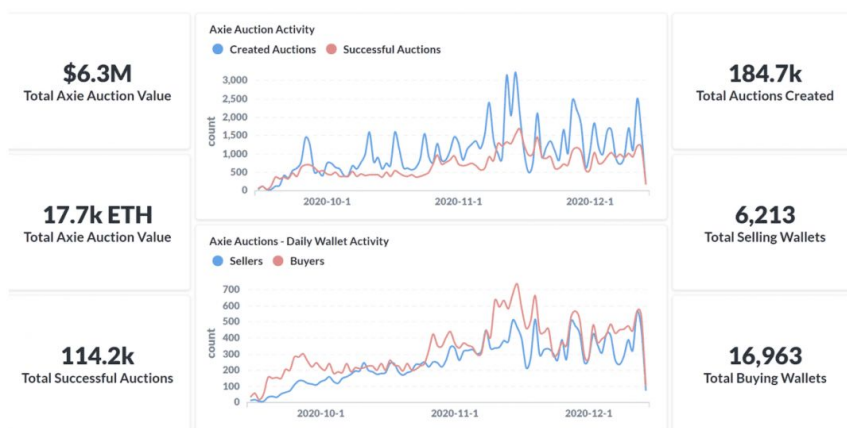 $6.3M
Total Axie Auction Value
17.7k ETH
Total Axie Auction Value
114.2k
Total Successful Auctions
Axie Auction Activity
Created Auctions Successful Auctions
3,000
2,500
2,000
1,500
1,000
500
0
count
2020-10-1 2020-11-1 2020-12-1
Axie Auctions - Daily Wallet Activity
Sellers Buyers
700
600
500
400
300
200
100
0
count
2020-10-1 2020-11-1 2020-12-1
184.7k
Total Auctions Created
6,213
Total Selling Wallets
16,963
Total Buying Wallets